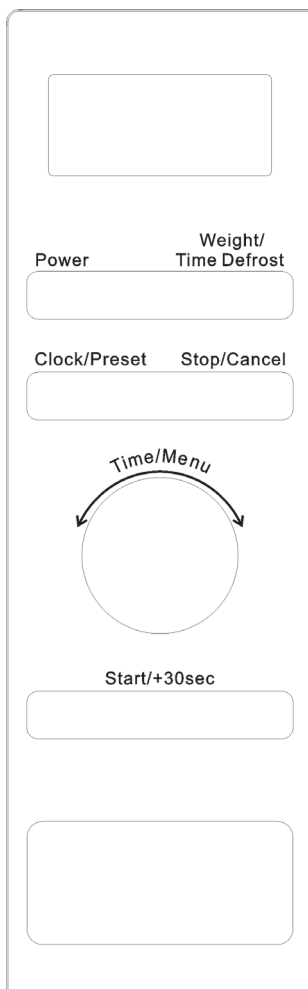 Weight/
Power Time Defrost
Clock/Preset Stop/Cancel
Time/Menu
Start/+30sec